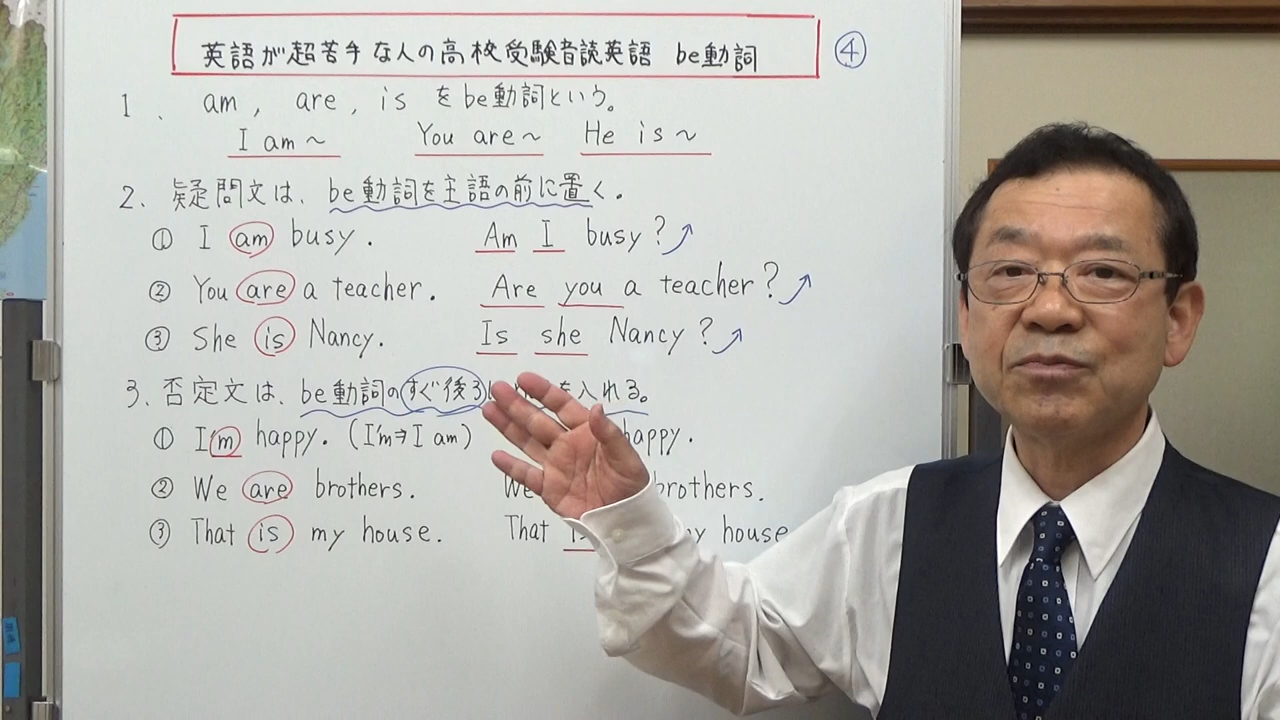 英語が超苦手な人の高校受験音読英語 be動詞 ④
1. am, are, is をbe動詞という。
I am～ You are～ He is～
2. 疑問文は、be動詞を主語の前に置く。
① I am busy. Am I busy?
② You are a teacher. Are you a teacher?
③ She is Nancy. Is she Nancy?
3. 否定文は、be動詞のすぐ後ろ を入れる。
① I'm happy. (I'm⇒I am) happy.
② We are brothers. We brothers.
③ That is my house. That is my house